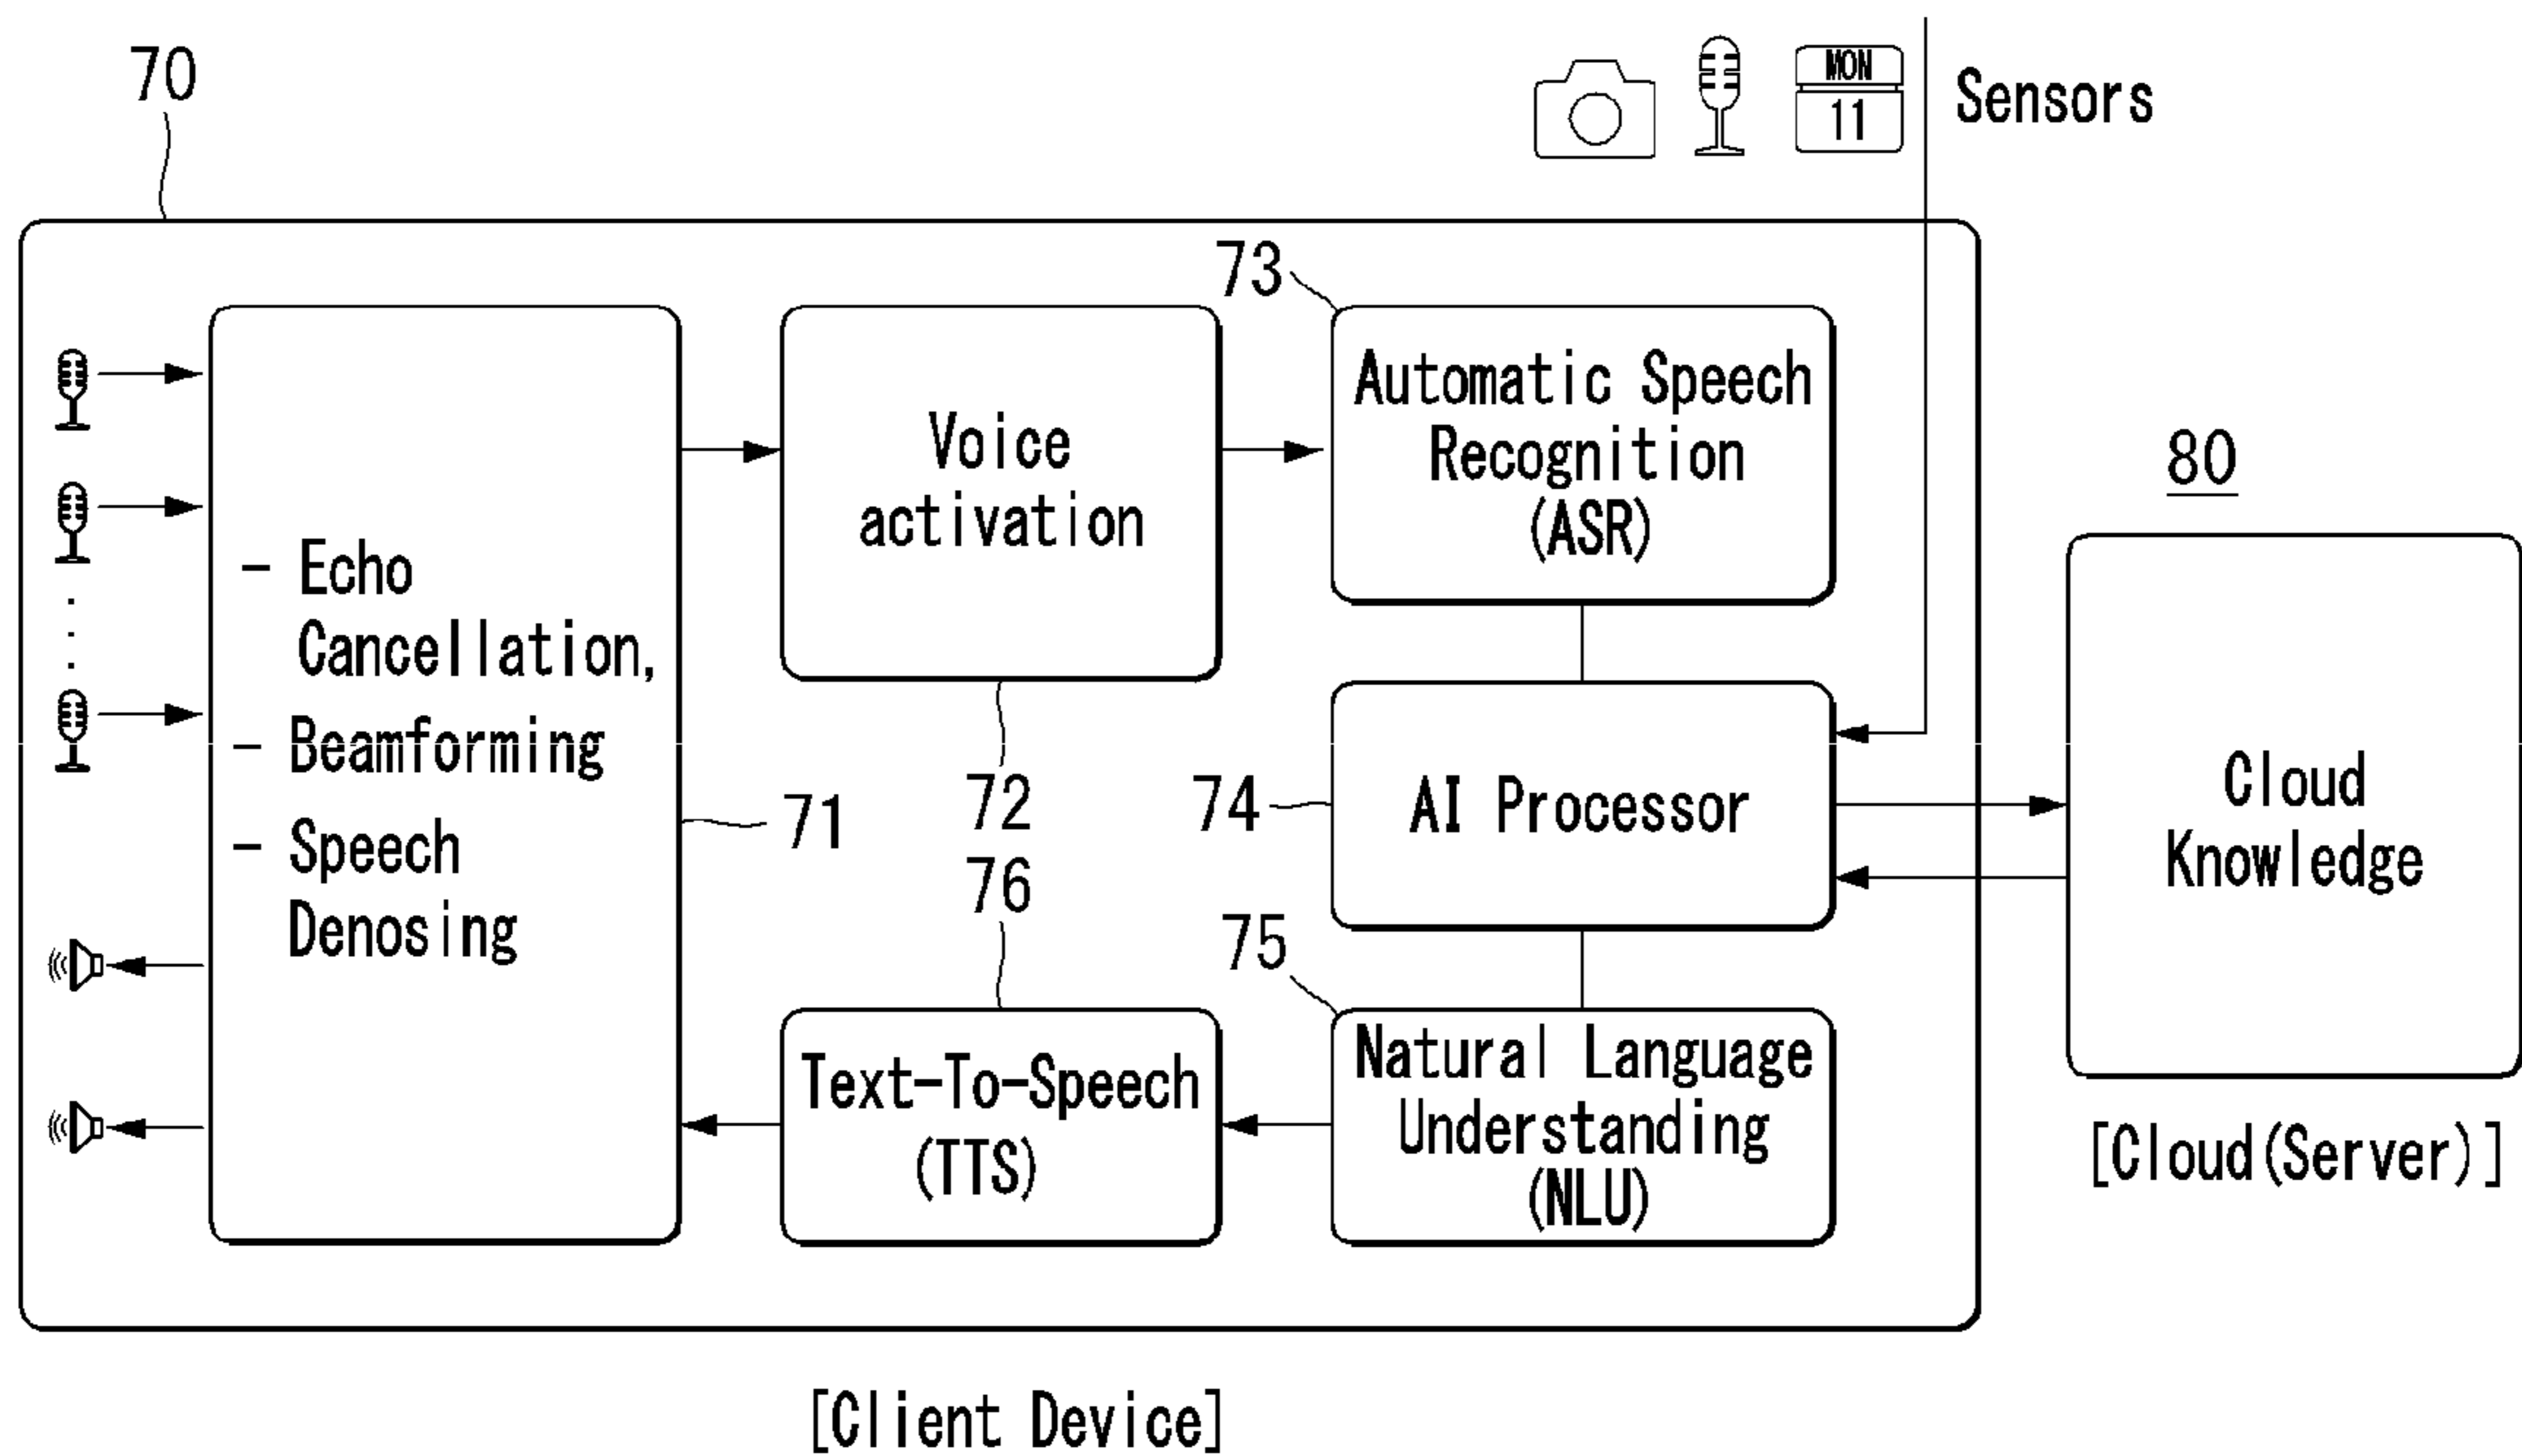 70
MON
11
Sensors
73
Automatic Speech
Recognition
(ASR)
Voice
activation
72
- Echo
Cancellation,
- Beamforming
- Speech
Denosing
71
74
AI Processor
80
Cloud
Knowledge
[Cloud(Server)]
76
Text-To-Speech
(TTS)
75
Natural Language
Understanding
(NLU)
[Client Device]